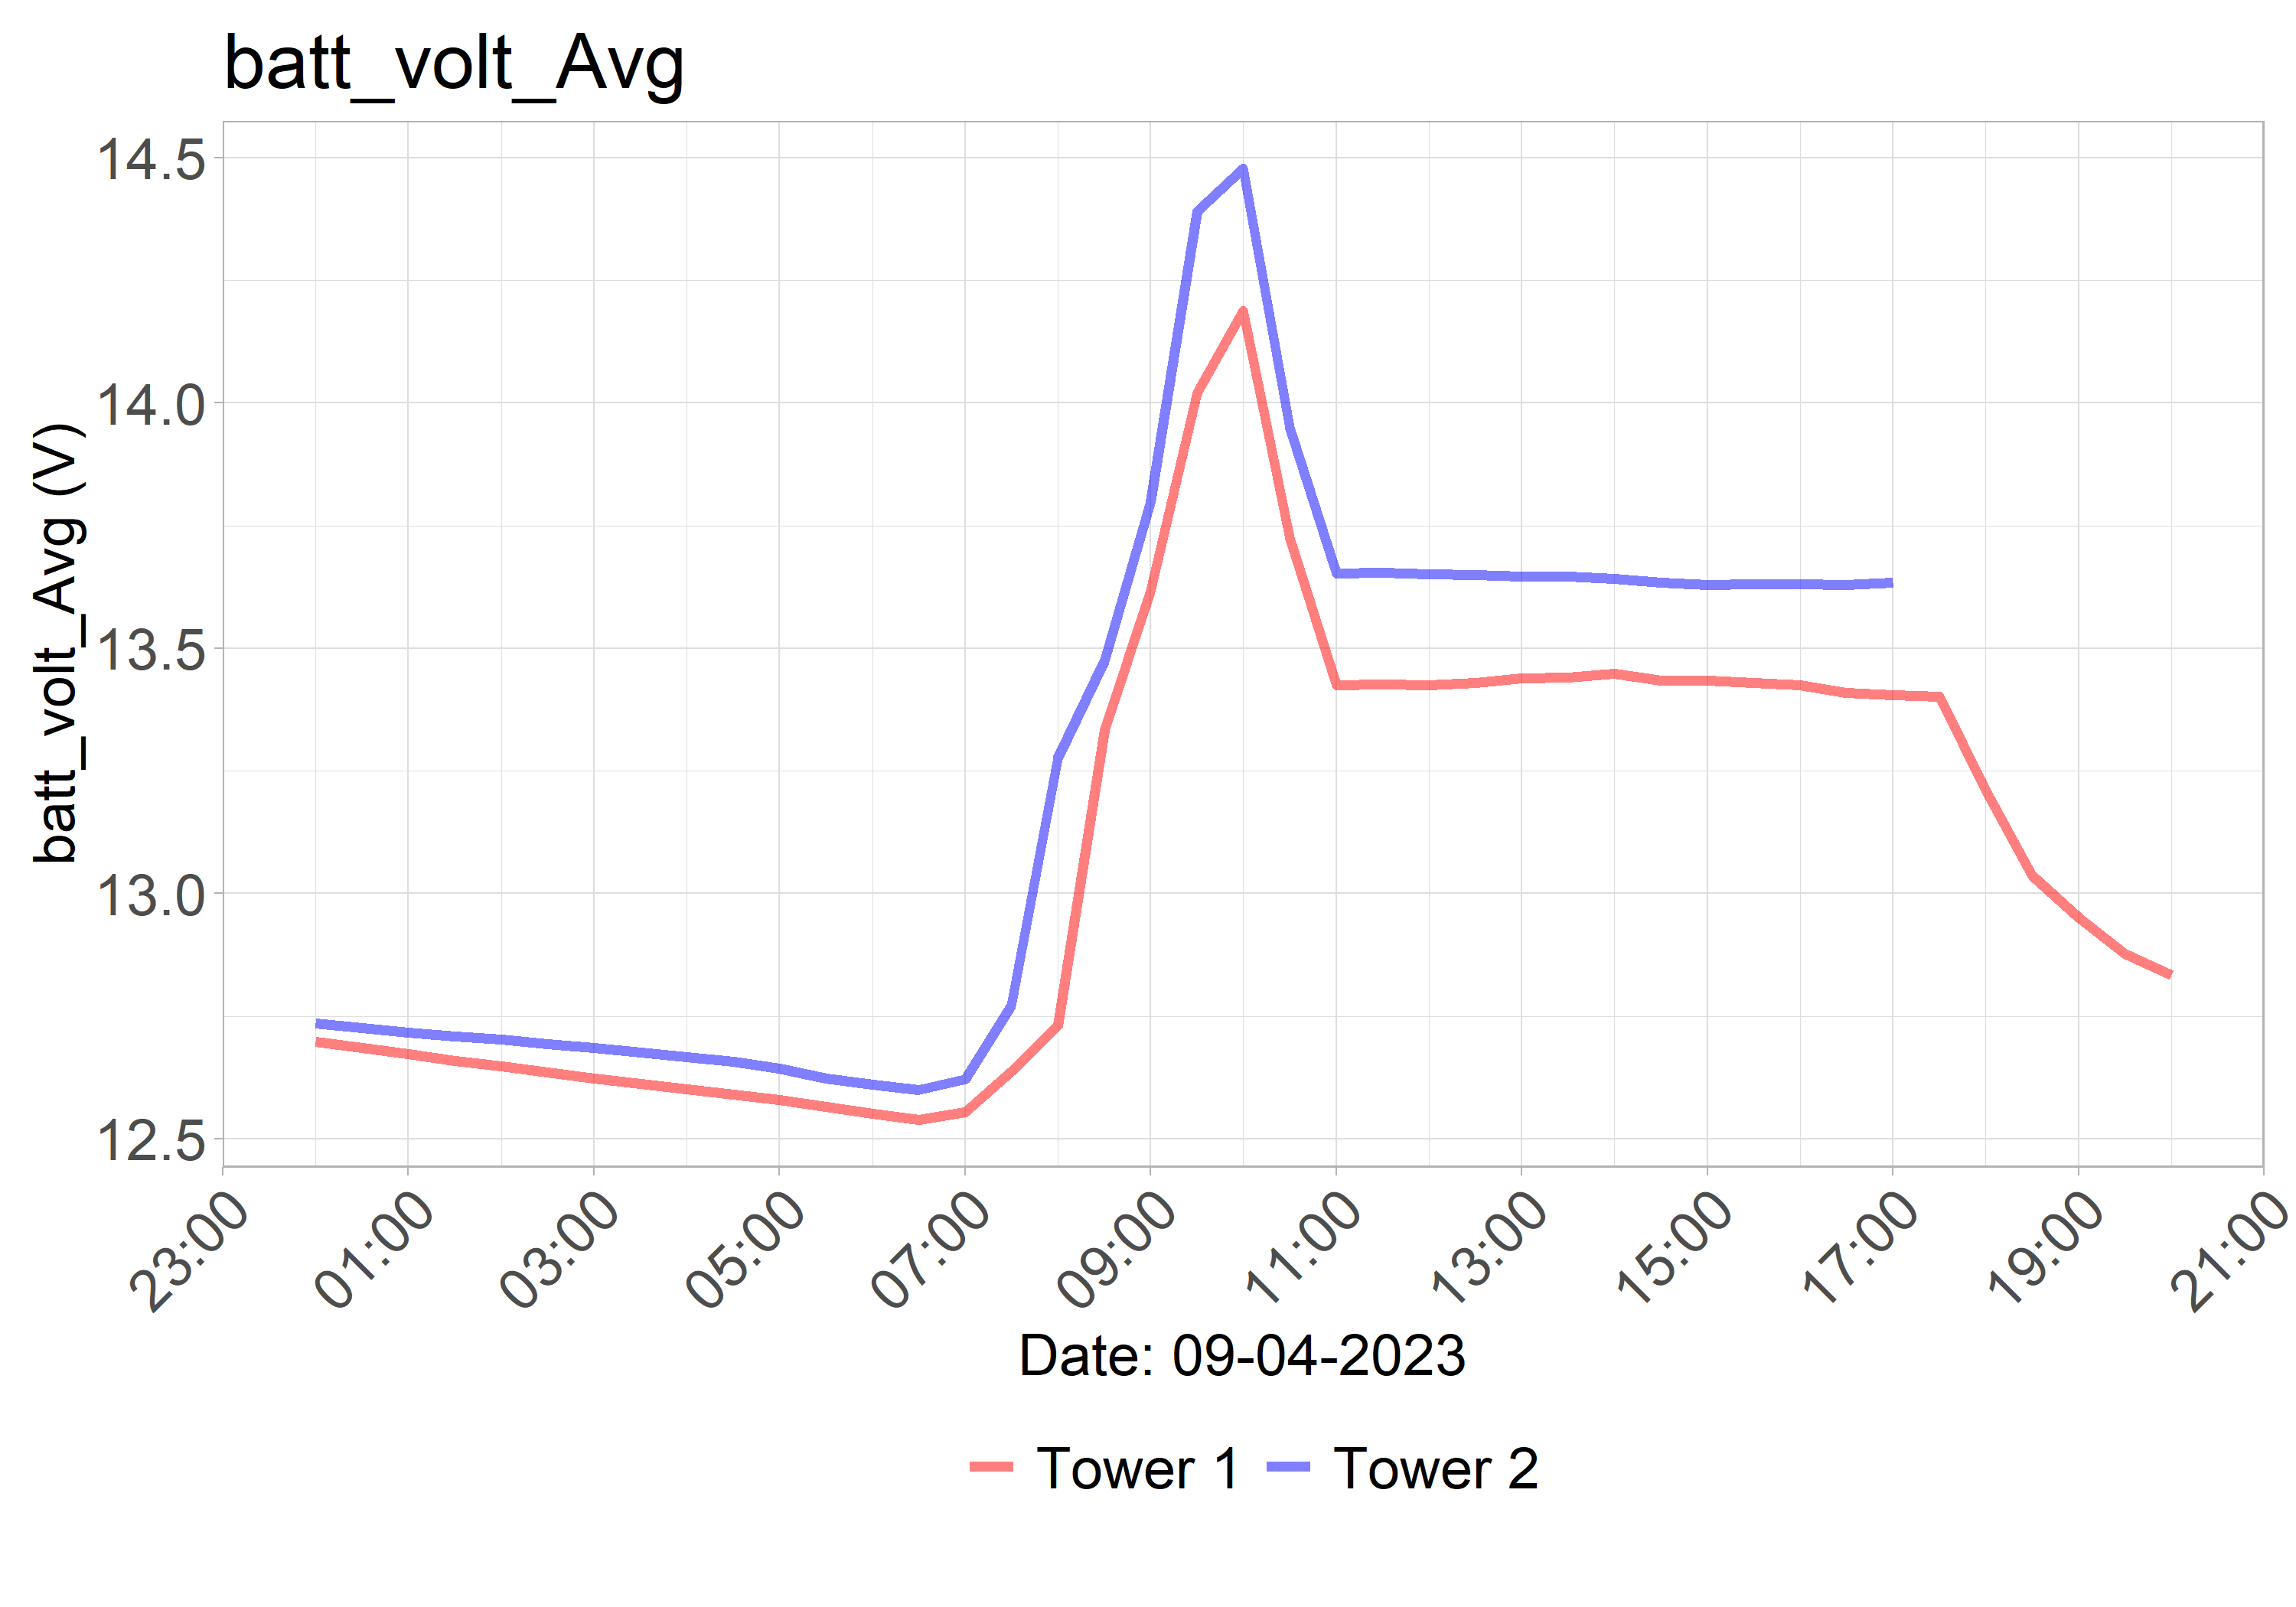 batt_volt_Avg
batt_volt_Avg (V)
14.5
14.0
13.5
13.0
12.5
23:00 01:00 03:00 05:00 07:00 09:00 11:00 13:00 15:00 17:00 19:00 21:00
Date: 09-04-2023
Tower 1 Tower 2